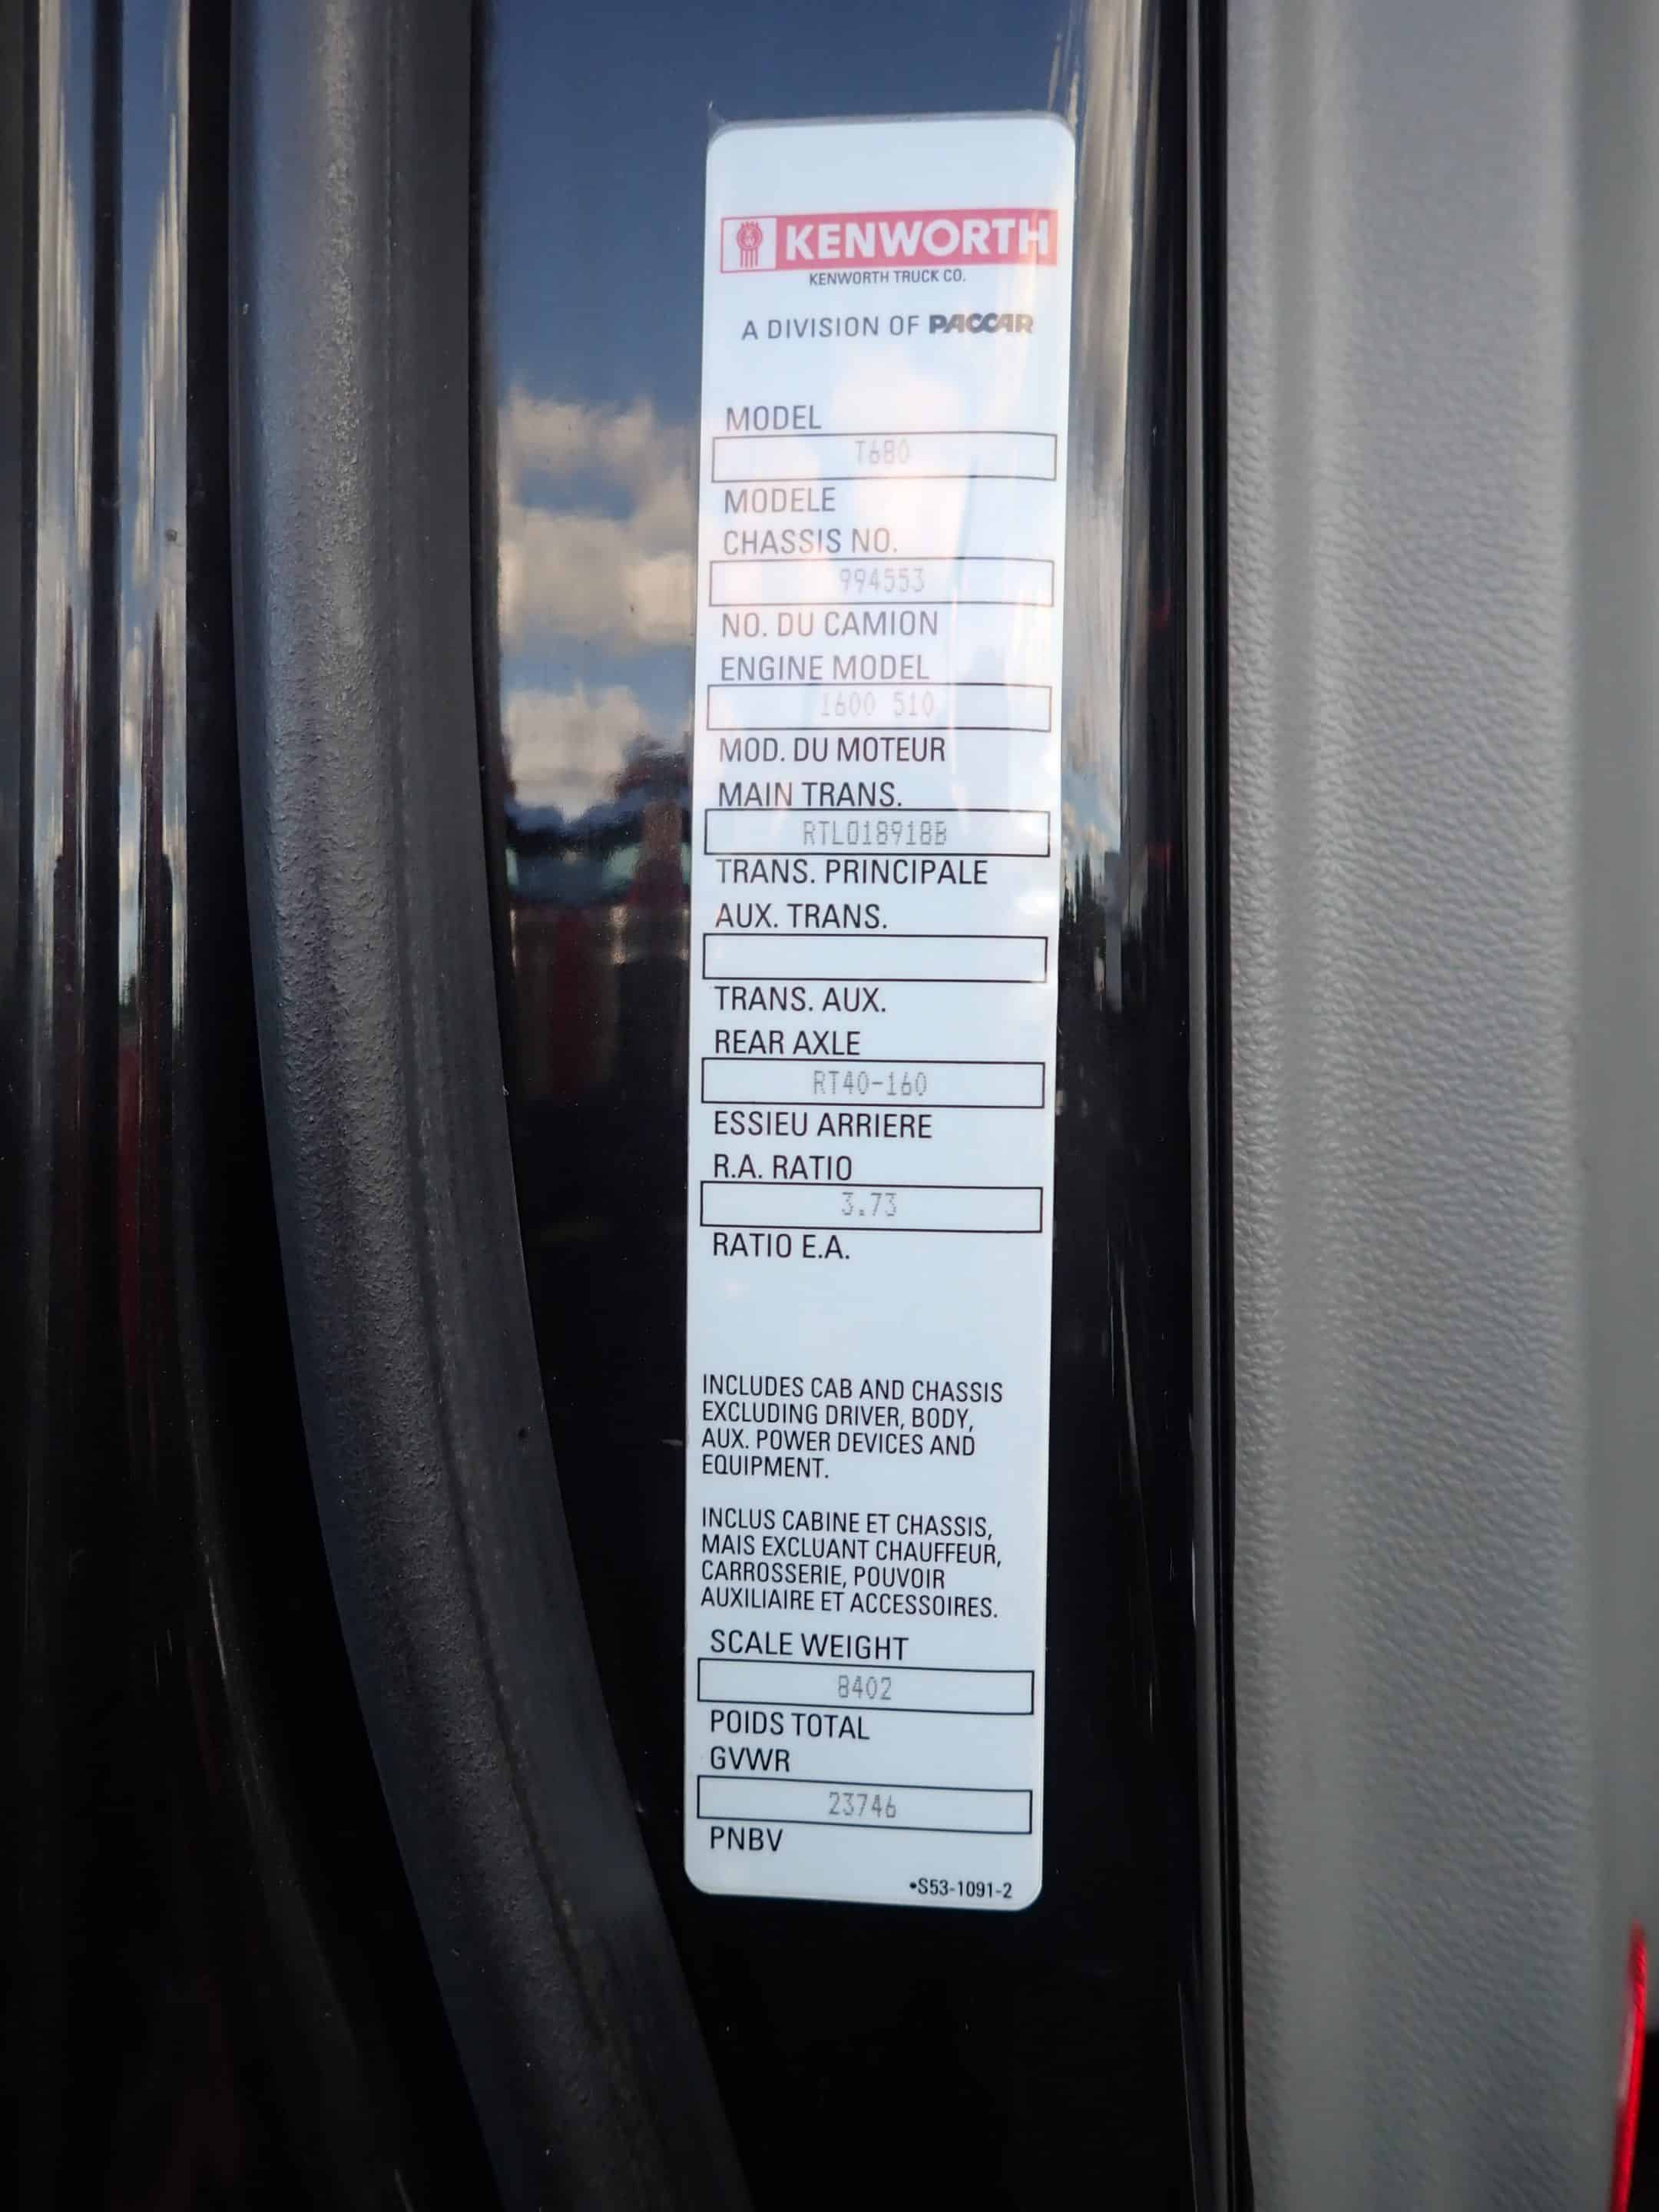 KENWORTH
KENWORTH TRUCK CO.
A DIVISION OF PACCAR
MODEL
T680
MODELE
CHASSIS NO.
994553
NO. DU CAMION
ENGINE MODEL
1600 510
MOD. DU MOTEUR
MAIN TRANS.
RTLO18918B
TRANS. PRINCIPALE
AUX. TRANS.
TRANS. AUX.
REAR AXLE
RT40-160
ESSIEU ARRIERE
R.A. RATIO
3.73
RATIO E.A.
INCLUDES CAB AND CHASSIS
EXCLUDING DRIVER, BODY,
AUX. POWER DEVICES AND
EQUIPMENT.
INCLUS CABINE ET CHASSIS,
MAIS EXCLUANT CHAUFFEUR,
CARROSSERIE, POUVOIR
AUXILIAIRE ET ACCESSOIRES.
SCALE WEIGHT
8402
POIDS TOTAL
GVWR
23746
PNBV
•S53-1091-2